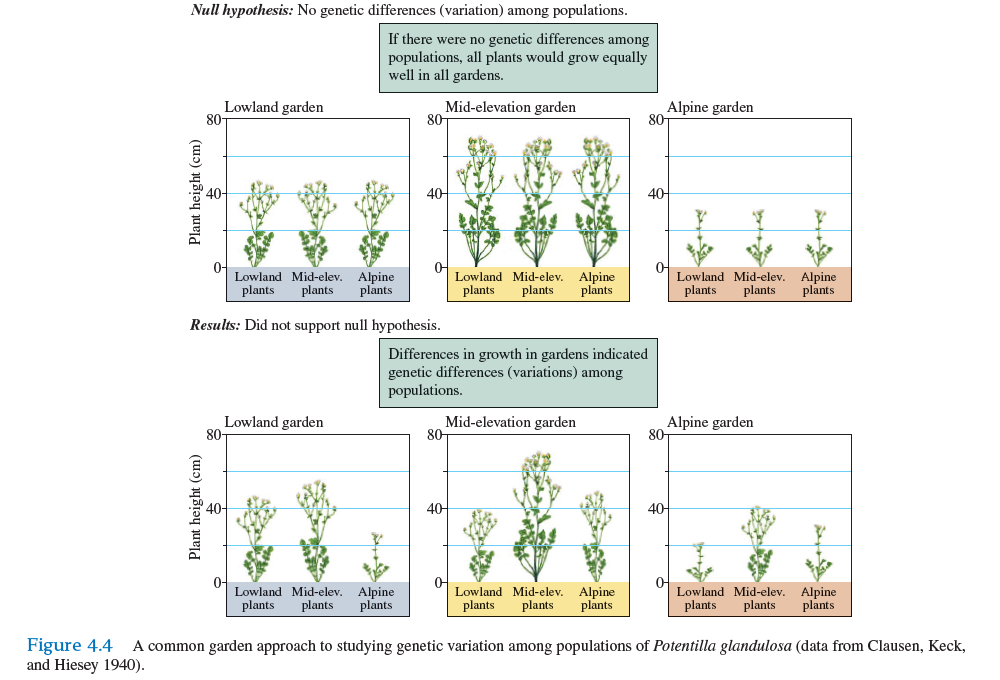 Null hypothesis: No genetic differences (variation) among populations.
If there were no genetic differences among
populations, all plants would grow equally
well in all gardens.
Lowland garden
Mid-elevation garden
Alpine garden
Plant height (cm)
80
40
0
80
40
0
80
40
0
Lowland plants
Mid-elev. plants
Alpine plants
Lowland plants
Mid-elev. plants
Alpine plants
Lowland plants
Mid-elev. plants
Alpine plants
Results: Did not support null hypothesis.
Differences in growth in gardens indicated
genetic differences (variations) among
populations.
Lowland garden
Mid-elevation garden
Alpine garden
Plant height (cm)
80
40
0
80
40
0
80
40
0
Lowland plants
Mid-elev. plants
Alpine plants
Lowland plants
Mid-elev. plants
Alpine plants
Lowland plants
Mid-elev. plants
Alpine plants
Figure 4.4 A common garden approach to studying genetic variation among populations of Potentilla glandulosa (data from Clausen, Keck,
and Hiesey 1940).